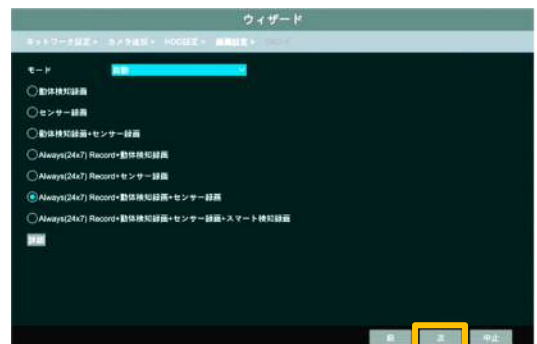 ウィザード
ネットワーク設定 カメラ追加 HDD設定 録画設定
モード 自動
動体検知録画
センサー録画
動体検知録画+センサー録画
Always(24x7) Record+動体検知録画
Always(24x7) Record+センサー録画
Always(24x7) Record+動体検知録画+センサー録画
Always(24x7) Record+動体検知録画+センサー録画+スマート検知録画
詳細
前 次 中止